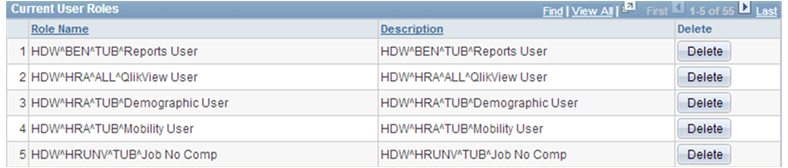 Current User Roles Find | View All | First 1-5 of 55 Last
Role Name Description Delete
1 HDW^BEN^TUB^Reports User HDW^BEN^TUB^Reports User Delete
2 HDW^HRA^ALL^QlikView User HDW^HRA^ALL^QlikView User Delete
3 HDW^HRA^TUB^Demographic User HDW^HRA^TUB^Demographic User Delete
4 HDW^HRA^TUB^Mobility User HDW^HRA^TUB^Mobility User Delete
5 HDW^HRUNV^TUB^Job No Comp HDW^HRUNV^TUB^Job No Comp Delete